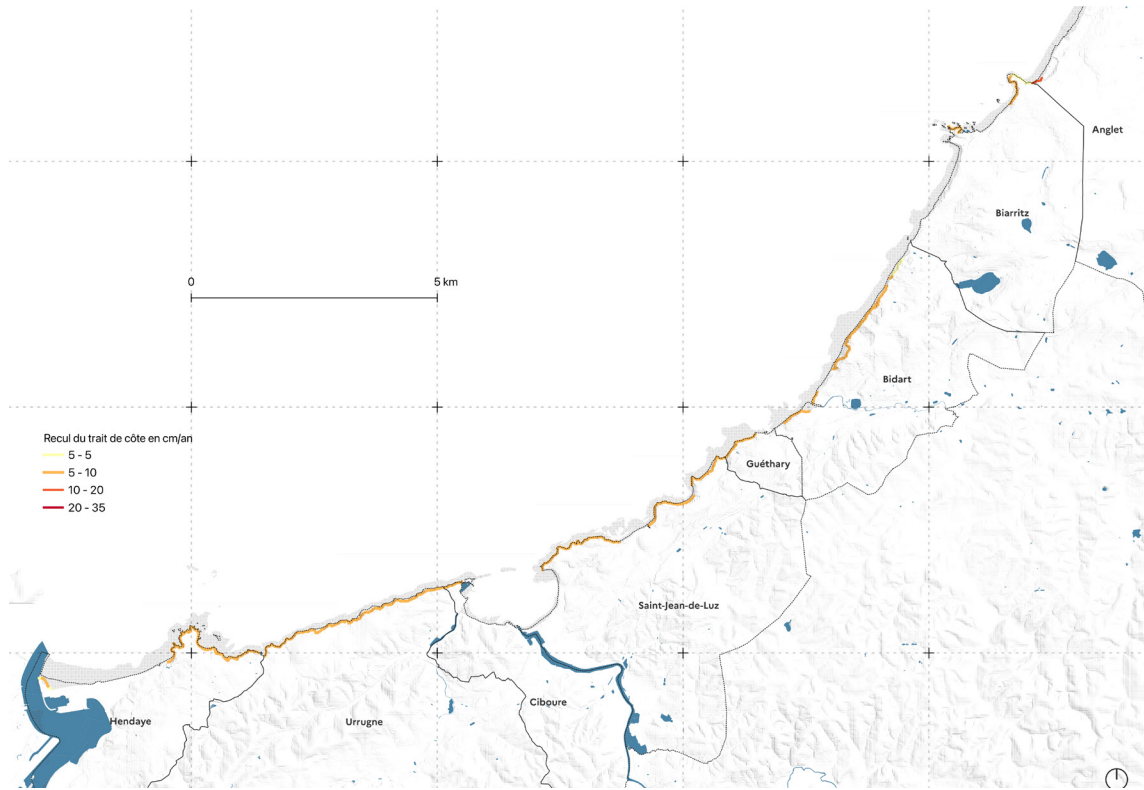 Anglet
Biarritz
0
5 km
Bidart
Recul du trait de côte en cm/an
5 - 5
5 - 10
10 - 20
20 - 35
Guéthary
Saint-Jean-de-Luz
Ciboure
Hendaye
Urrugne